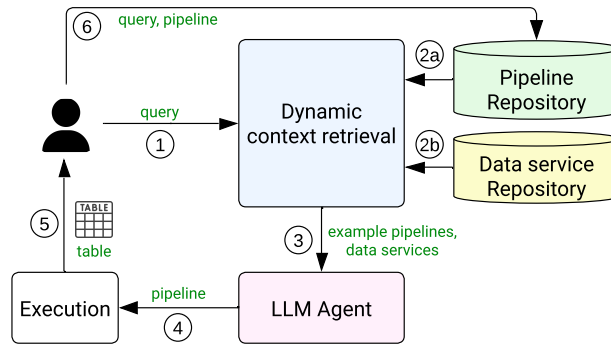 6
query, pipeline
2a
Pipeline
Repository
query
1
Dynamic
context retrieval
2b
Data service
Repository
5
TABLE
table
3
example pipelines,
data services
Execution
pipeline
4
LLM Agent